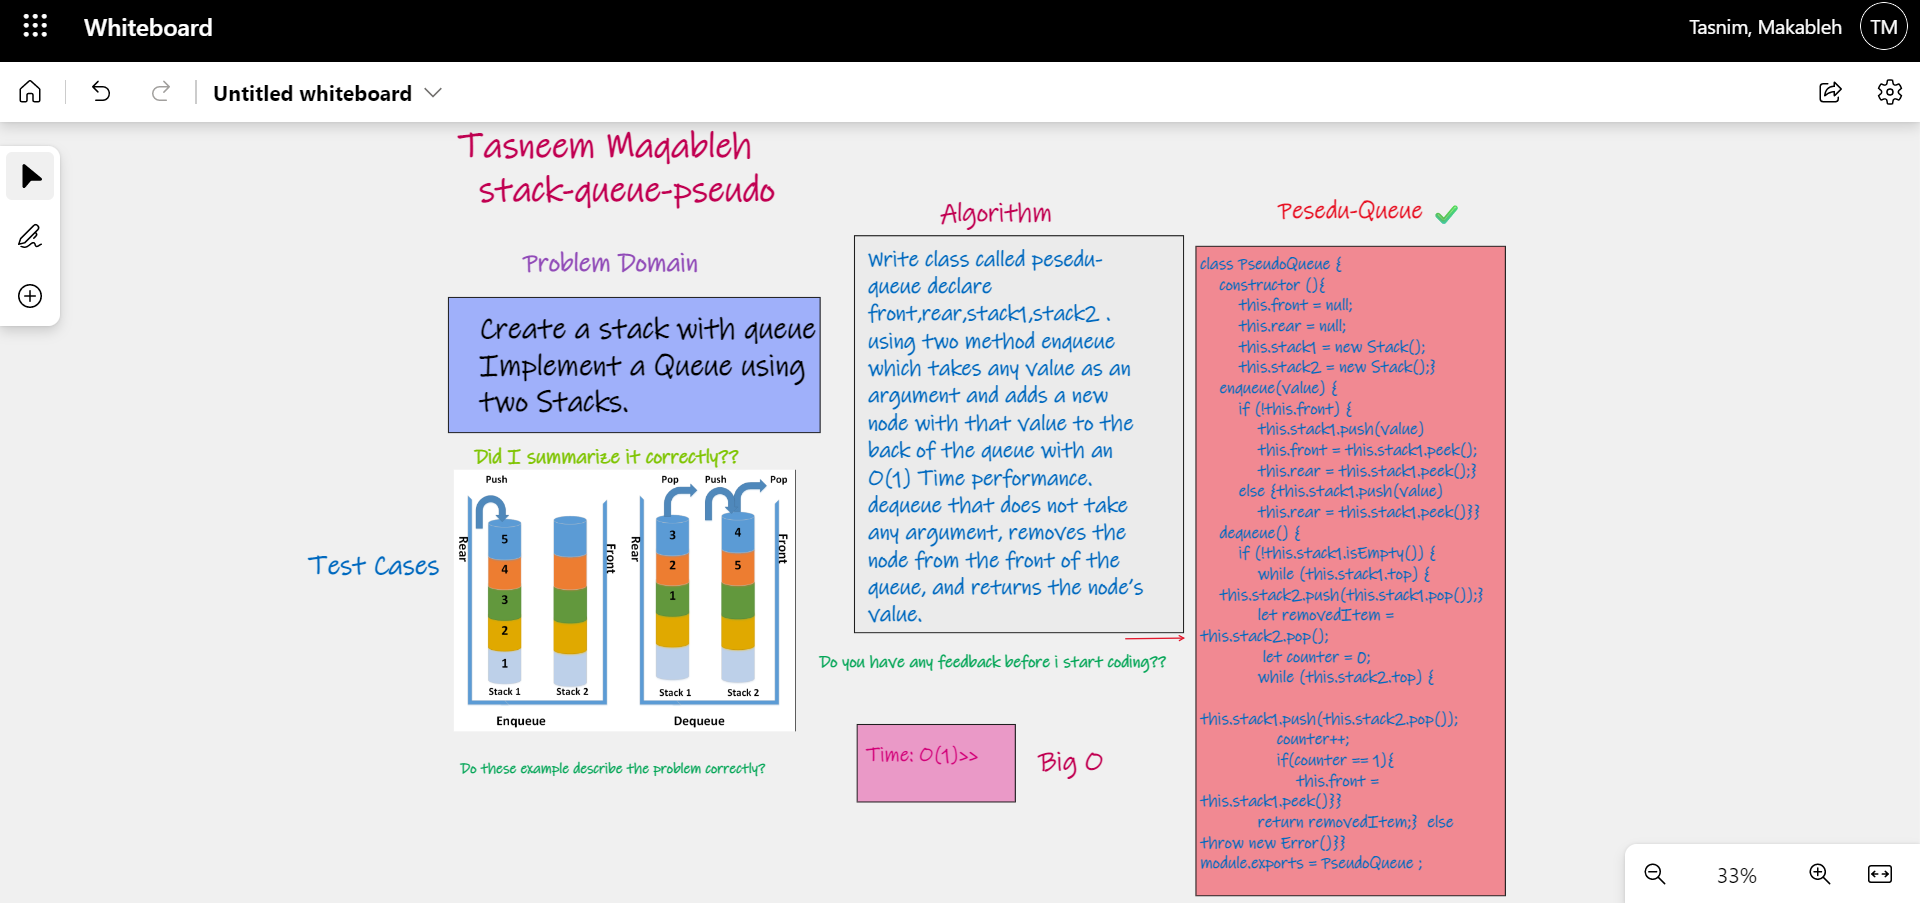 Whiteboard
Tasnim, Makableh
TM
Untitled whiteboard
Tasneem Maqableh
stack-queue-pseudo
Problem Domain
Create a stack with queue
Implement a Queue using
two Stacks.
Did I summarize it correctly??
Test Cases
Push
Rear
Front
5
4
3
2
1
Stack 1
Stack 2
Enqueue
Pop
Push
Pop
Rear
Front
3
2
1
4
5
Stack 1
Stack 2
Dequeue
Do these example describe the problem correctly?
Algorithm
Write class called pesedu-
queue declare
front,rear,stack1,stack2 .
using two method enqueue
which takes any value as an
argument and adds a new
node with that value to the
back of the queue with an
O(1) Time performance.
dequeue that does not take
any argument, removes the
node from the front of the
queue, and returns the node's
value.
Do you have any feedback before i start coding??
Time: O(1)>>
Big O
Pesedu-Queue
class PseudoQueue {
constructor (){
this.front = null;
this.rear = null;
this.stack1 = new Stack();
this.stack2 = new Stack();}
enqueue(value) {
if (!this.front) {
this.stack1.push(value)
this.front = this.stack1.peek();
this.rear = this.stack1.peek();}
else {this.stack1.push(value)
this.rear = this.stack1.peek()}}
dequeue() {
if (!this.stack1.isEmpty()) {
while (this.stack1.top) {
this.stack2.push(this.stack1.pop());}
let removedItem =
this.stack2.pop();
let counter = 0;
while (this.stack2.top) {
this.stack1.push(this.stack2.pop());
counter++;
if(counter == 1){
this.front =
this.stack1.peek()}}
return removedItem;} else
throw new Error()}}
module.exports = PseudoQueue ;
33%